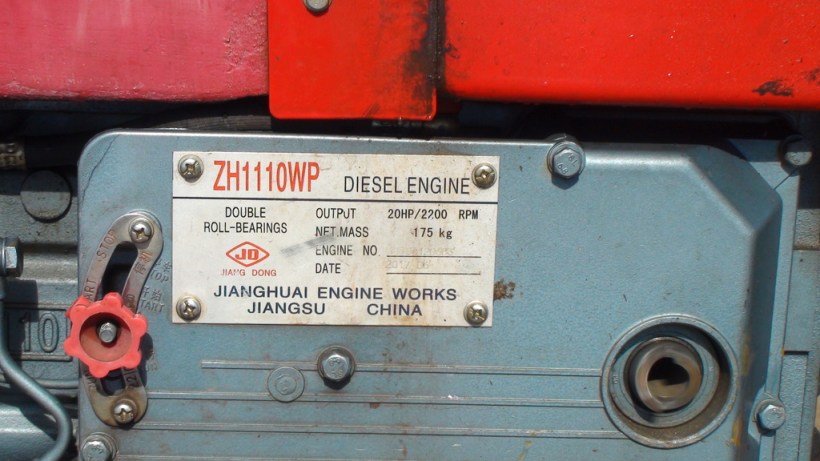 ZH1110WP DIESEL ENGINE
DOUBLE
ROLL-BEARINGS
JD
JIANG DONG
OUTPUT 20HP/2200 RPM
NET.MASS 175 kg
ENGINE NO.
DATE
JIANGHUAI ENGINE WORKS
JIANGSU CHINA
STOP
START
10